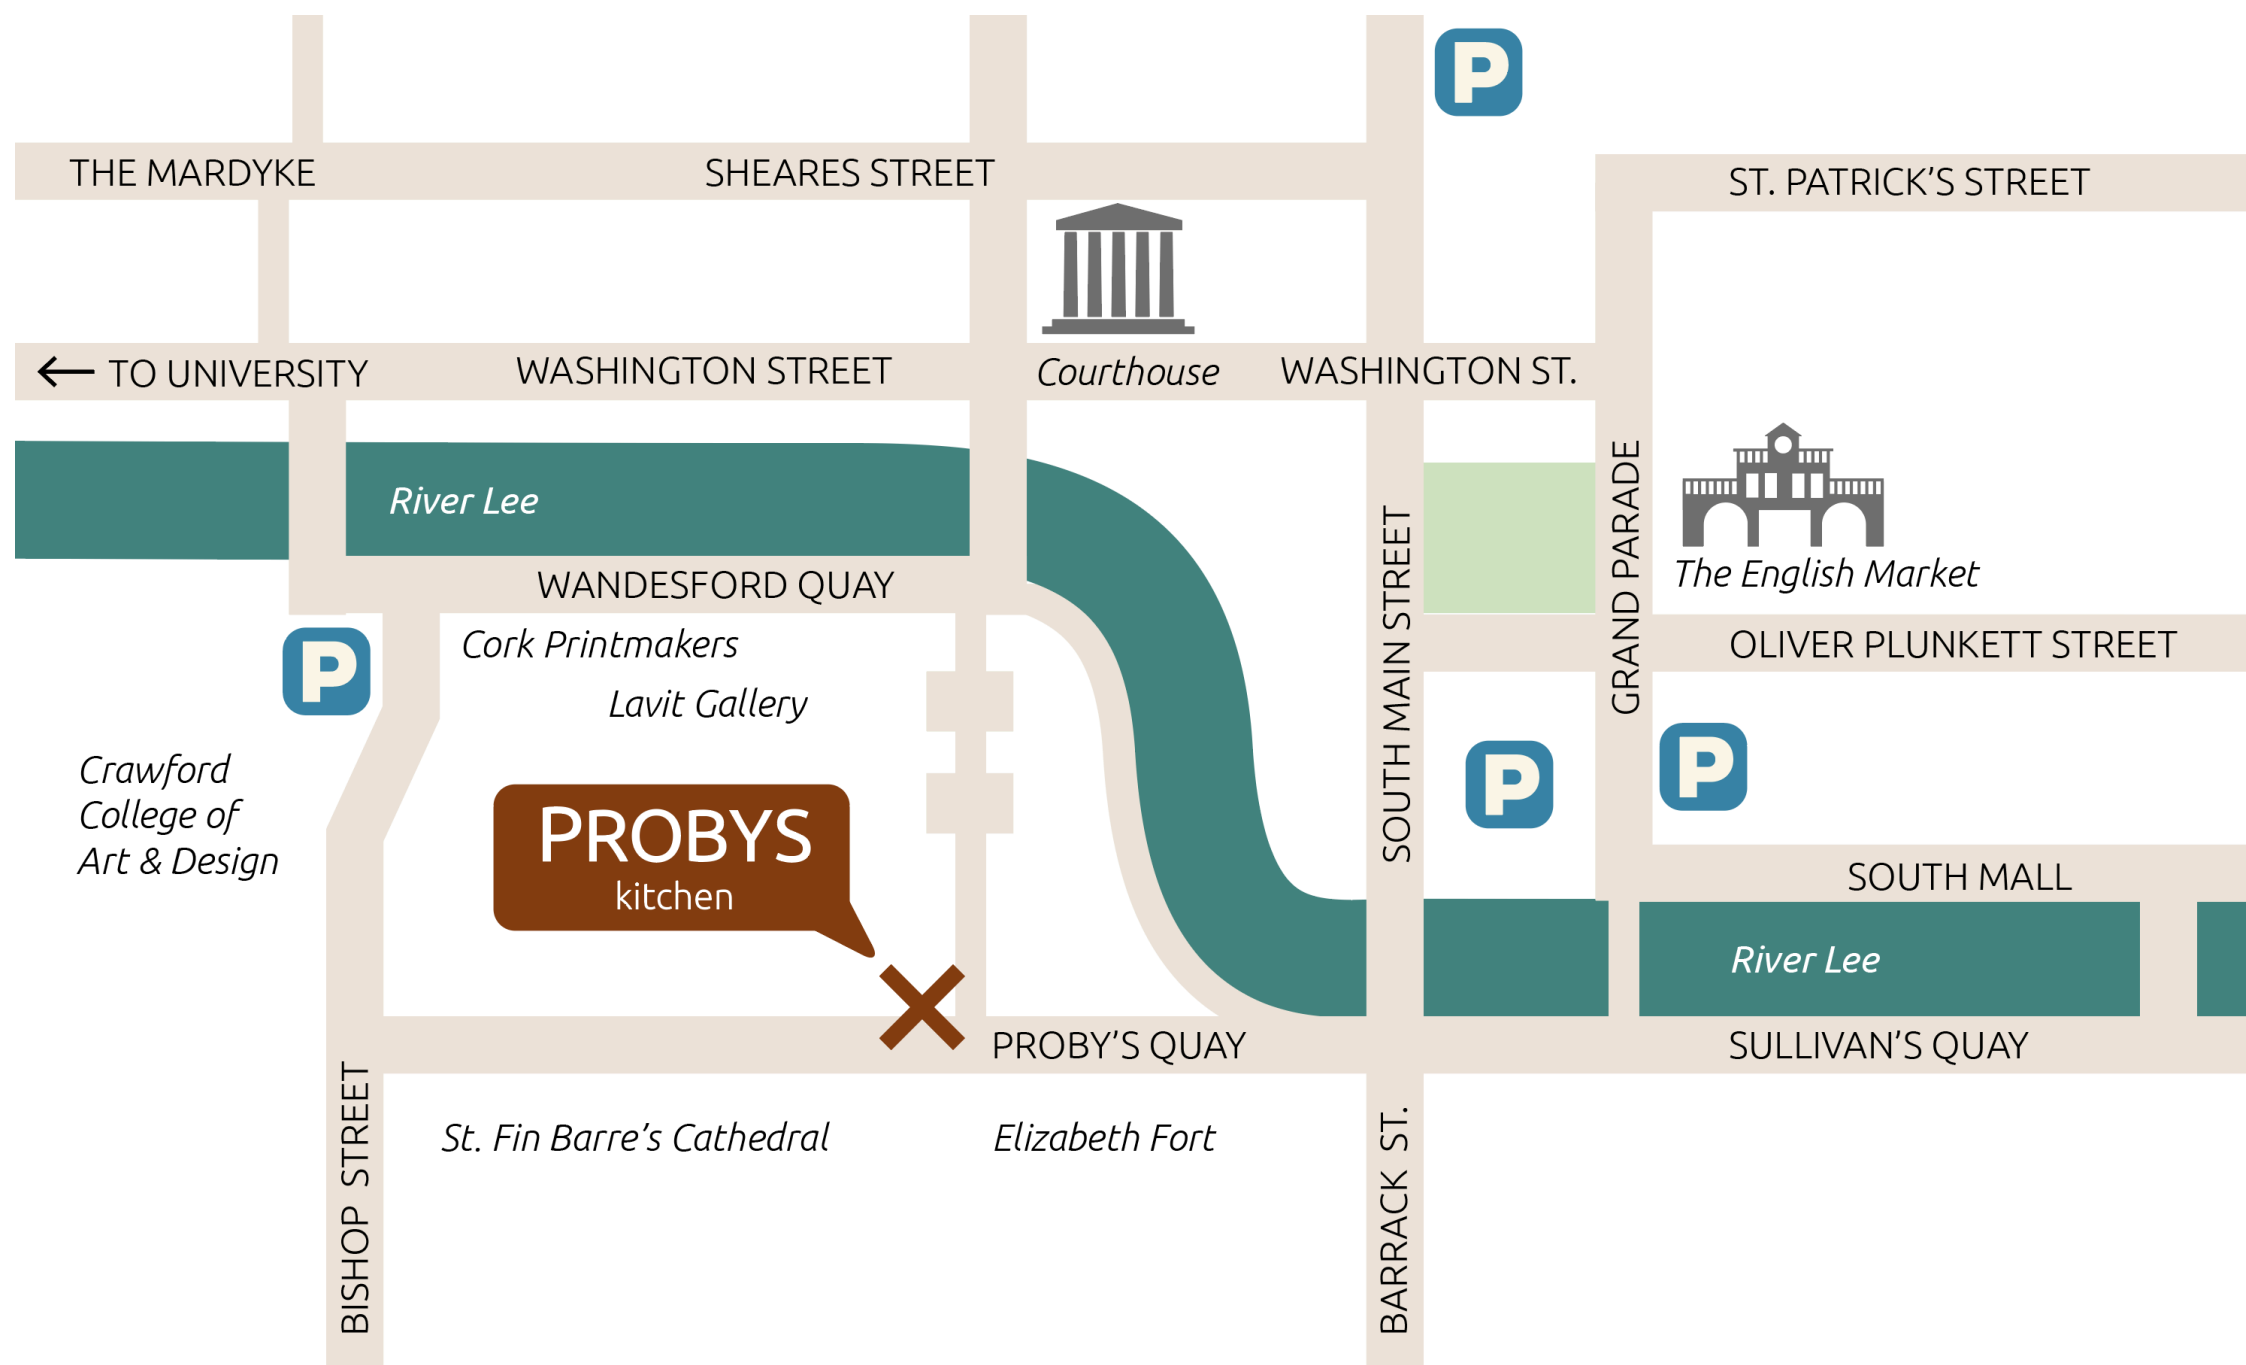 P
THE MARDYKE
SHEARES STREET
ST. PATRICK'S STREET
← TO UNIVERSITY
WASHINGTON STREET
Courthouse
WASHINGTON ST.
River Lee
GRAND PARADE
The English Market
WANDESFORD QUAY
Cork Printmakers
P
Lavit Gallery
SOUTH MAIN STREET
OLIVER PLUNKETT STREET
P
P
Crawford
College of
Art & Design
PROBYS
kitchen
SOUTH MALL
River Lee
PROBY'S QUAY
SULLIVAN'S QUAY
BISHOP STREET
St. Fin Barre's Cathedral
Elizabeth Fort
BARRACK ST.